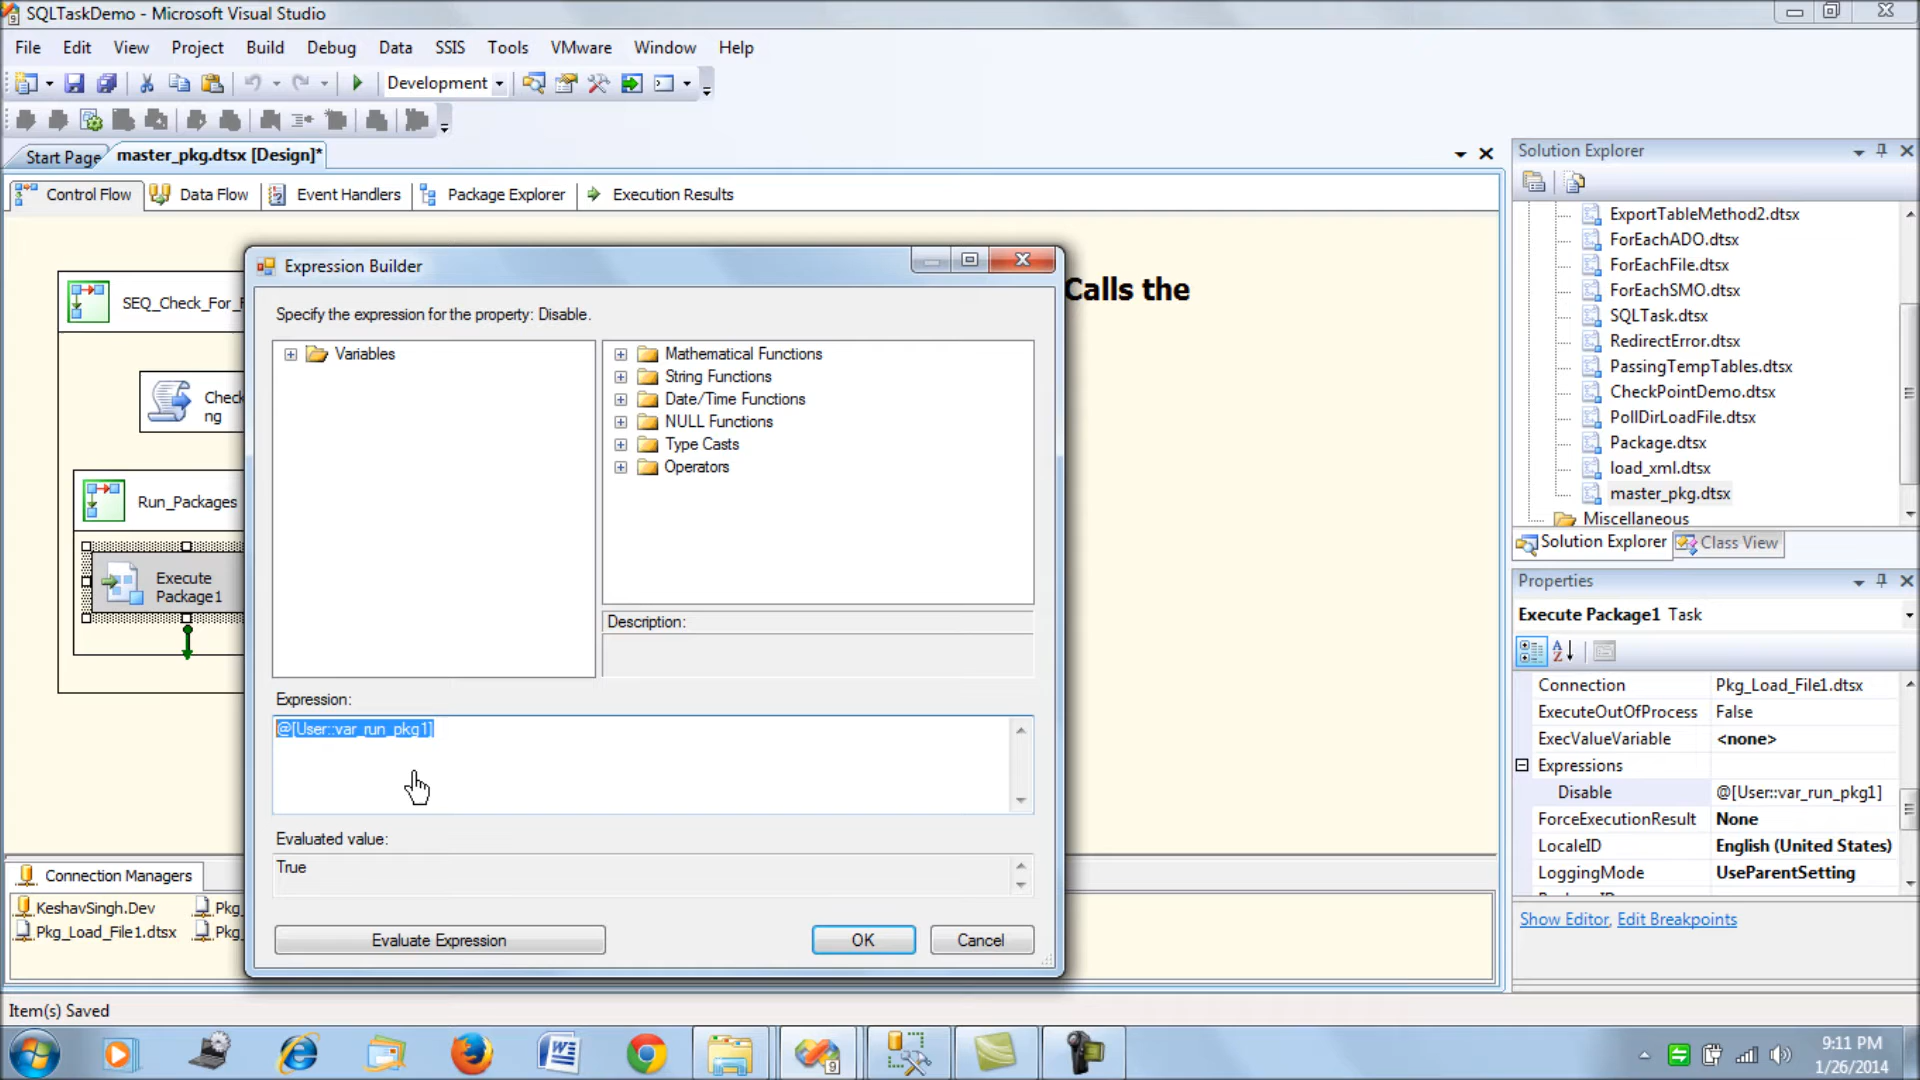 SQLTaskDemo - Microsoft Visual Studio
File Edit View Project Build Debug Data SSIS Tools VMware Window Help
Development
Start Page
master_pkg.dtsx [Design]*
Control Flow
Data Flow
Event Handlers
Package Explorer
Execution Results
SEQ_Check_For_F
Calls the
Check
ng
Run_Packages
Execute
Package1
Expression Builder
Specify the expression for the property: Disable.
Variables
Mathematical Functions
String Functions
Date/Time Functions
NULL Functions
Type Casts
Operators
Description:
Expression:
@[User::var_run_pkg1]
Evaluated value:
True
Evaluate Expression
OK
Cancel
Connection Managers
KeshavSingh.Dev
Pkg_
Pkg_Load_File1.dtsx
Pkg_
Solution Explorer
ExportTableMethod2.dtsx
ForEachADO.dtsx
ForEachFile.dtsx
ForEachSMO.dtsx
SQLTask.dtsx
RedirectError.dtsx
PassingTempTables.dtsx
CheckPointDemo.dtsx
PollDirLoadFile.dtsx
Package.dtsx
load_xml.dtsx
master_pkg.dtsx
Miscellaneous
Solution Explorer
Class View
Properties
Execute Package1 Task
Connection Pkg_Load_File1.dtsx
ExecuteOutOfProcess False
ExecValueVariable <none>
Expressions
Disable @[User::var_run_pkg1]
ForceExecutionResult None
LocaleID English (United States)
LoggingMode UseParentSetting
Show Editor, Edit Breakpoints
Item(s) Saved
9:11 PM
1/26/2014